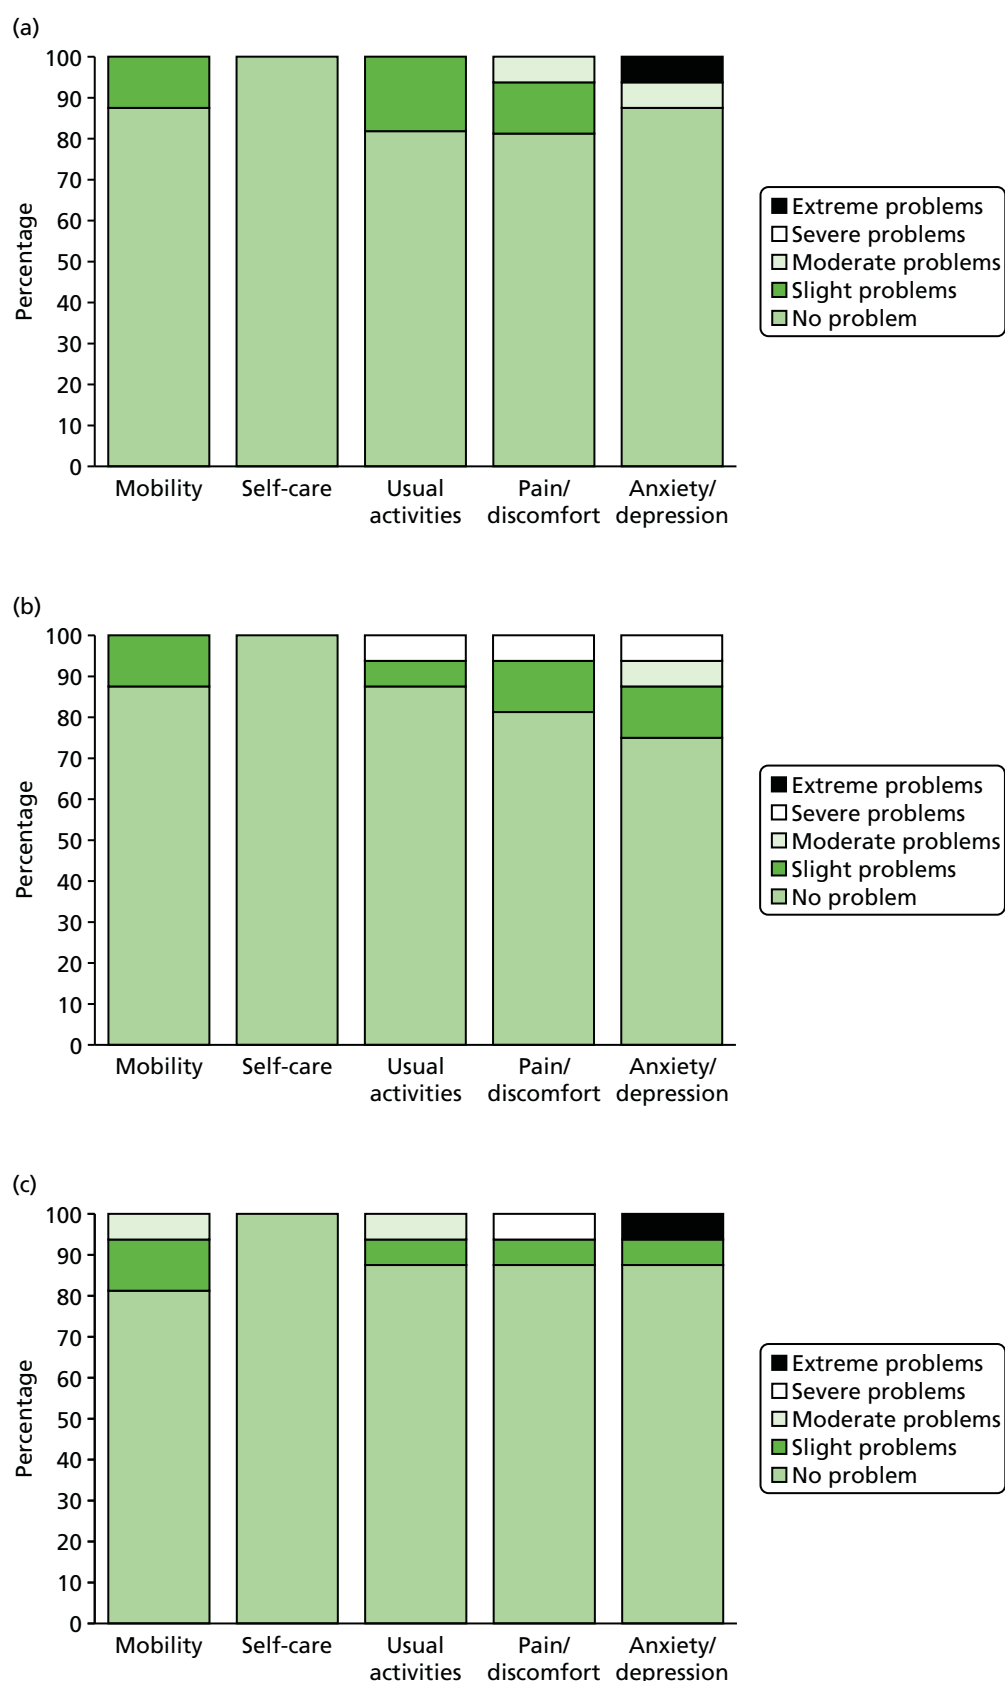 (a)
100
90
80
70
60
50
40
30
20
10
0
Percentage
Mobility
Self-care
Usual
activities
Pain/
discomfort
Anxiety/
depression
Extreme problems
Severe problems
Moderate problems
Slight problems
No problem
(b)
100
90
80
70
60
50
40
30
20
10
0
Percentage
Mobility
Self-care
Usual
activities
Pain/
discomfort
Anxiety/
depression
Extreme problems
Severe problems
Moderate problems
Slight problems
No problem
(c)
100
90
80
70
60
50
40
30
20
10
0
Percentage
Mobility
Self-care
Usual
activities
Pain/
discomfort
Anxiety/
depression
Extreme problems
Severe problems
Moderate problems
Slight problems
No problem